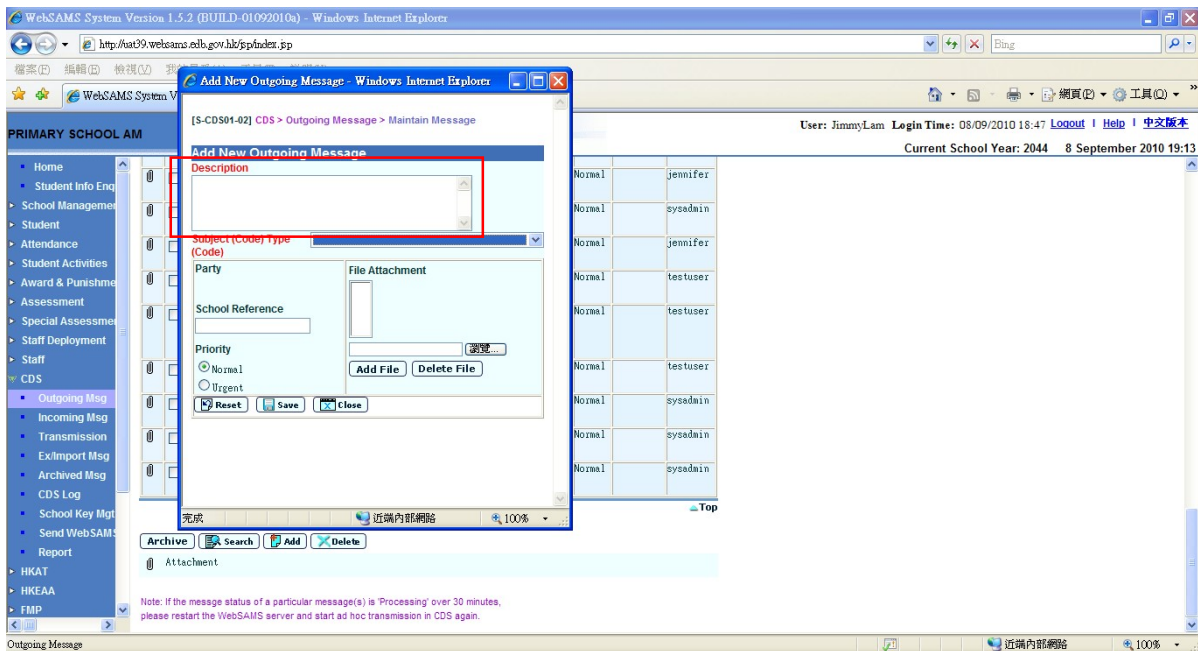 WebSAMS System Version 1.5.2 (BUILD-01092010a) - Windows Internet Explorer
http://uat39.websams.edb.gov.hk/jsp/index.jsp
Bing
檔案(F) 編輯(E) 檢視(V)
WebSAMS System V
網頁(P) 工具(O)
PRIMARY SCHOOL AM
User: JimmyLam Login Time: 08/09/2010 18:47 Logout | Help | 中文版本
Current School Year: 2044 8 September 2010 19:13
Home
Student Info Enq
School Managemen
Student
Attendance
Student Activities
Award & Punishme
Assessment
Special Assessmen
Staff Deployment
Staff
CDS
Outgoing Msg
Incoming Msg
Transmission
Ex/Import Msg
Archived Msg
CDS Log
School Key Mgt
Send WebSAMS
Report
HKAT
HKEAA
FMP
Add New Outgoing Message - Windows Internet Explorer
[S-CDS01-02] CDS > Outgoing Message > Maintain Message
Add New Outgoing Message
Description
Subject (Code) Type
(Code)
Party
File Attachment
School Reference
Priority
瀏覽...
Normal
Add File Delete File
Urgent
Reset Save Close
完成 近端內部網路 100%
Normal jennifer
Normal sysadmin
Normal jennifer
Normal testuser
Normal testuser
Normal testuser
Normal sysadmin
Normal sysadmin
Normal sysadmin
Top
Archive Search Add Delete
Attachment
Note: If the messge status of a particular message(s) is 'Processing' over 30 minutes,
please restart the WebSAMS server and start ad hoc transmission in CDS again.
Outgoing Message 近端內部網路 100%